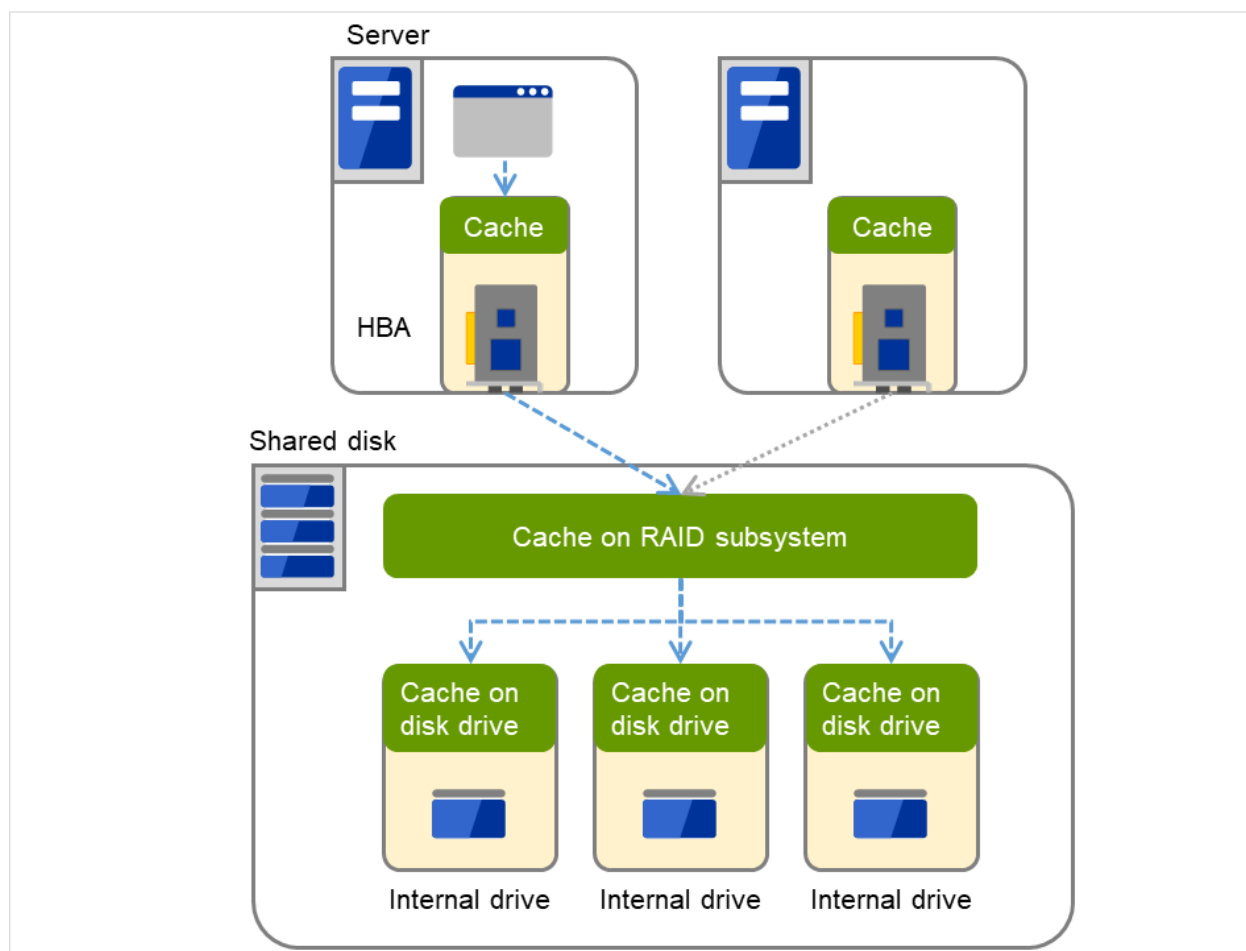 Server
Cache
Cache
HBA
Shared disk
Cache on RAID subsystem
Cache on
disk drive
Cache on
disk drive
Cache on
disk drive
Internal drive
Internal drive
Internal drive